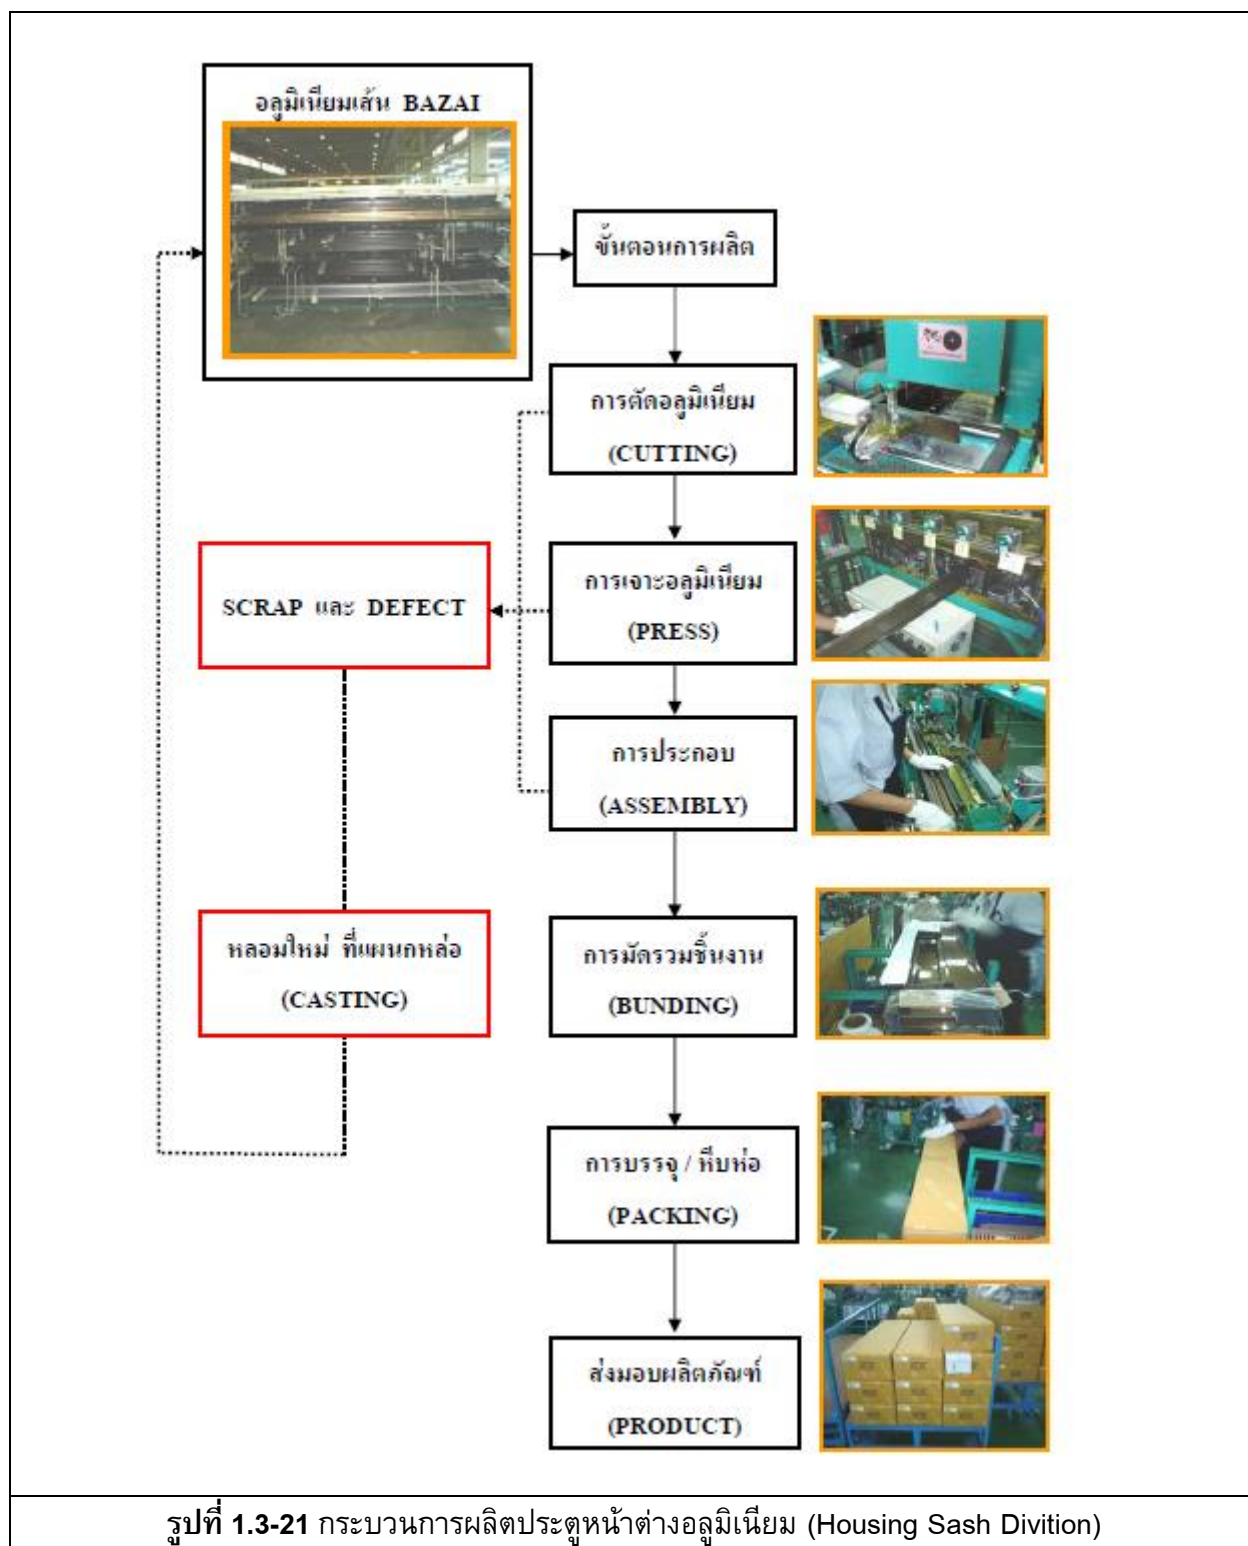 อลูมิเนียมเส้น BAZAI
ขั้นตอนการผลิต
การตัดอลูมิเนียม
(CUTTING)
การเจาะอลูมิเนียม
(PRESS)
SCRAP และ DEFECT
การประกอบ
(ASSEMBLY)
หลอมใหม่ ที่แผนกหล่อ
(CASTING)
การมัดรวมชิ้นงาน
(BUNDING)
การบรรจุ / หีบห่อ
(PACKING)
ส่งมอบผลิตภัณฑ์
(PRODUCT)
รูปที่ 1.3-21 กระบวนการผลิตประตูหน้าต่างอลูมิเนียม (Housing Sash Divition)